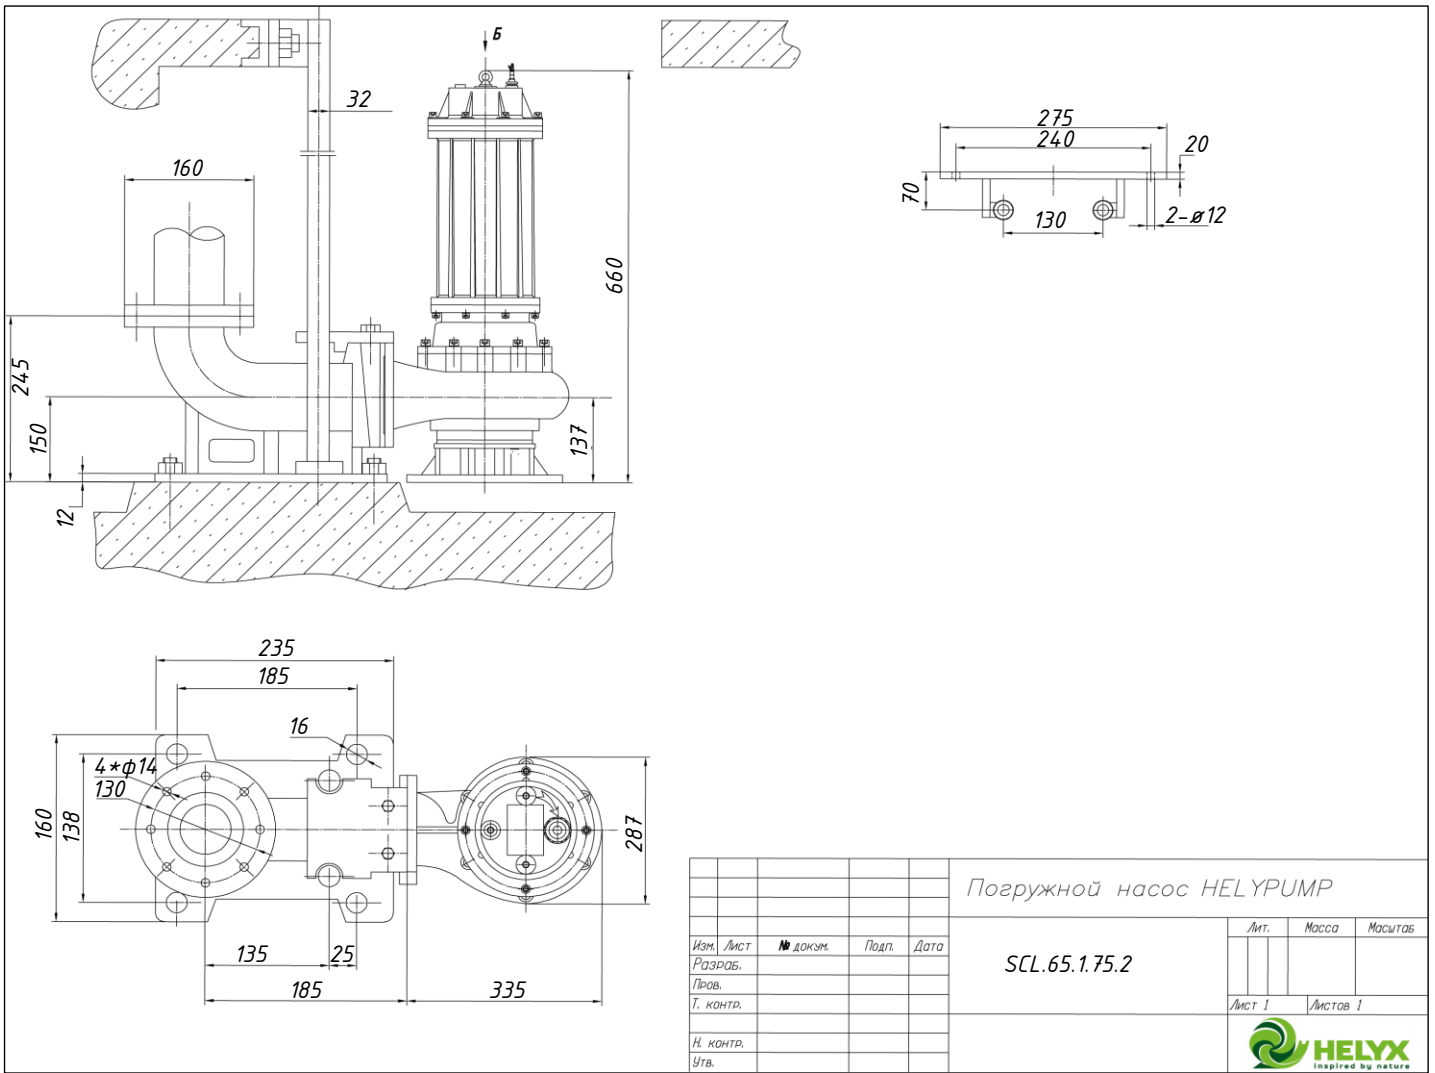 Б
32
160
660
245
150
137
12
275
240
20
70
130
2-ø12
235
185
16
4*ϕ14
130
160
138
287
135
25
185
335
Погружной насос HELYPUMP
SCL.65.1.75.2
Лит. Масса Масштаб
Изм. Лист № докум. Подп. Дата
Разраб.
Пров.
Т. контр.
Лист 1 Листов 1
Н. контр.
Утв.
HELYX
Inspired by nature